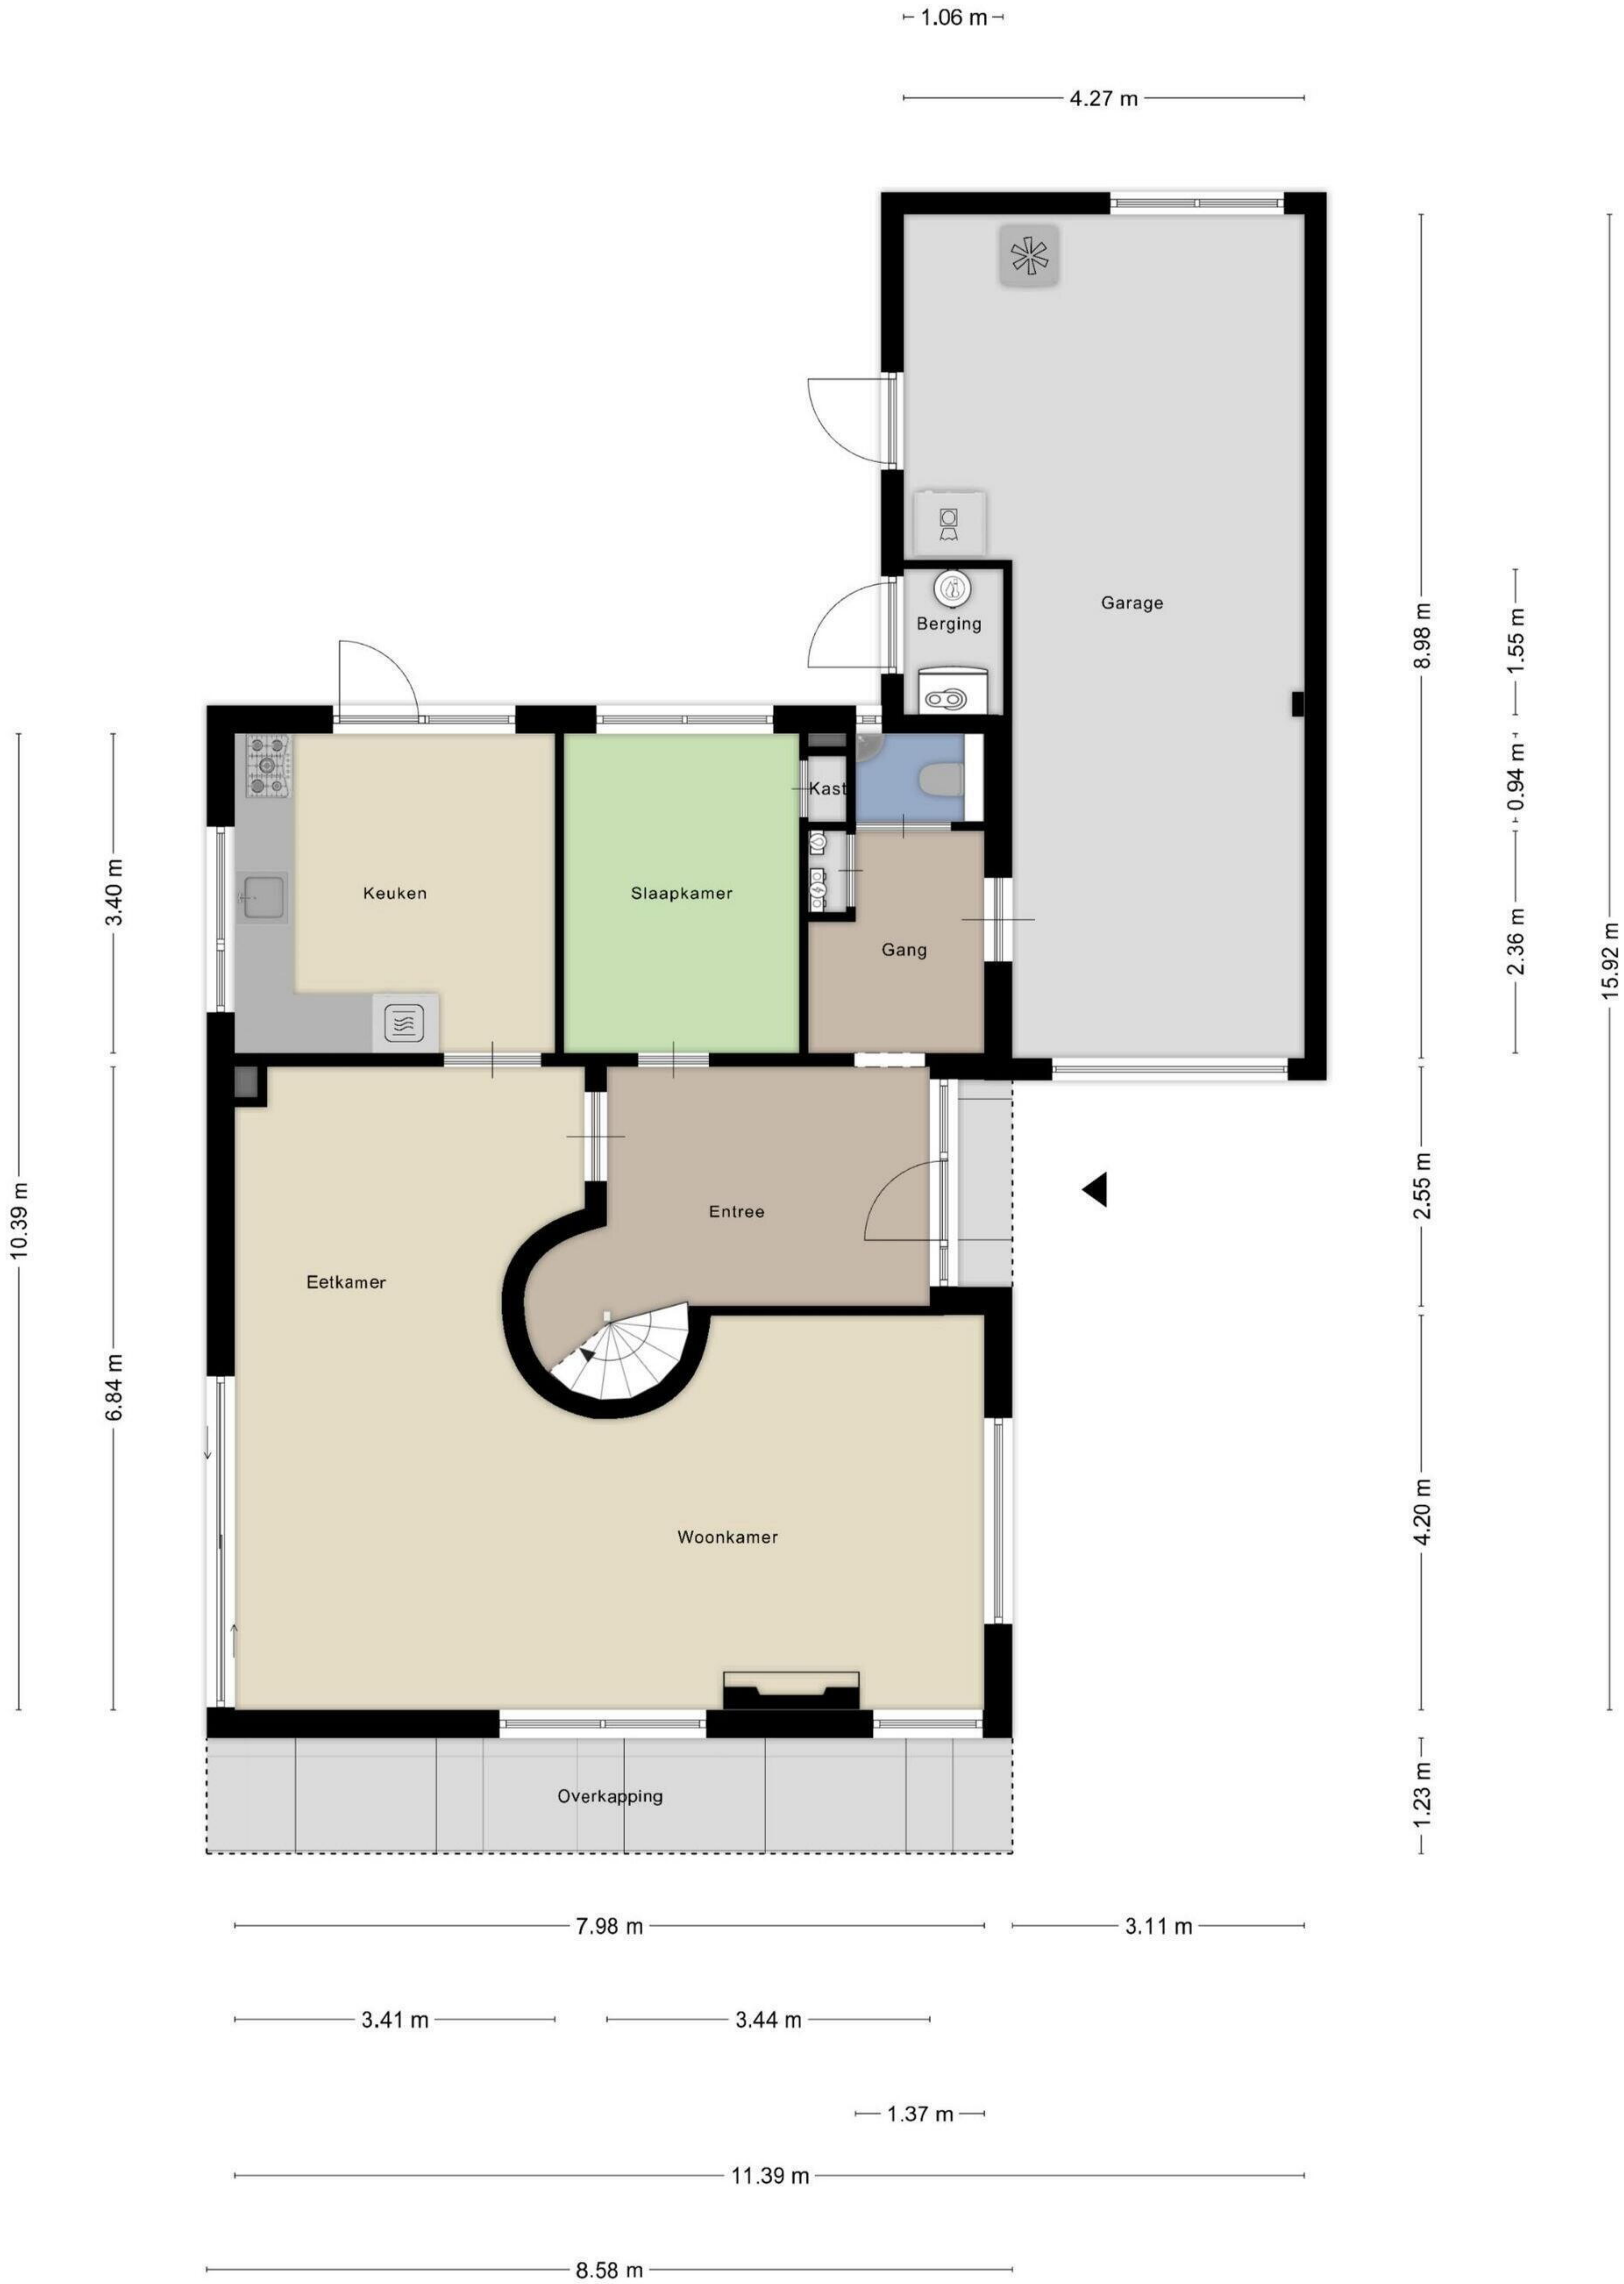 1.06 m
4.27 m
Garage
Berging
8.98 m
1.55 m
0.94 m
2.36 m
15.92 m
10.39 m
3.40 m
6.84 m
Kast
Keuken
Slaapkamer
Gang
Entree
Eetkamer
Woonkamer
2.55 m
4.20 m
Overkapping
1.23 m
7.98 m
3.11 m
3.41 m
3.44 m
1.37 m
11.39 m
8.58 m